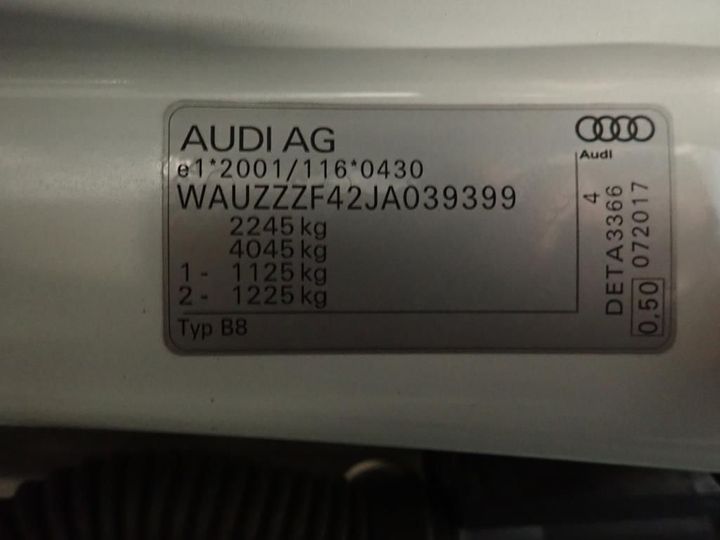 AUDI AG
e1*2001/116*0430
WAUZZZF42JA039399
2245 kg
4045 kg
1 - 1125 kg
2 - 1225 kg
Typ B8
Audi
4
DETA3366
0,50 072017